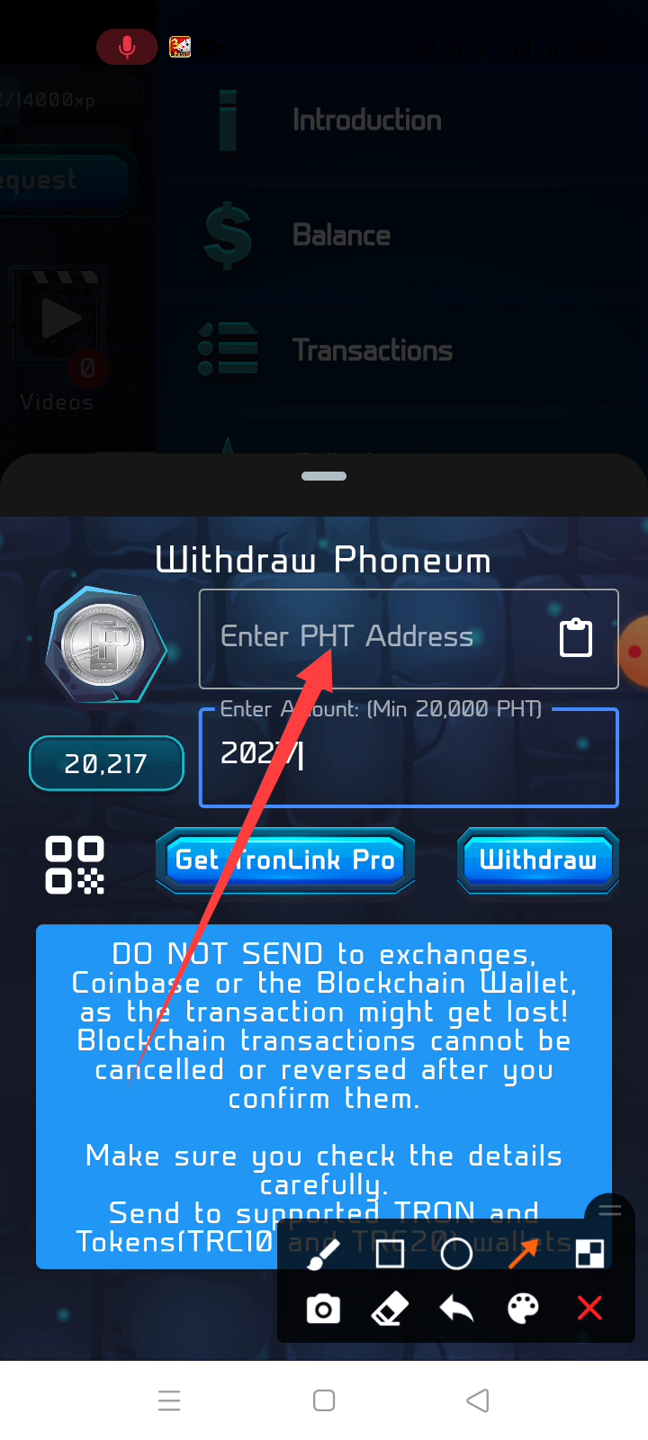 /14000xp
Introduction
equest
Balance
Transactions
0
Videos
Withdraw Phoneum
Enter PHT Address
Enter Amount: (Min 20,000 PHT)
20,217
Get TronLink Pro
Withdraw
DO NOT SEND to exchanges,
Coinbase or the Blockchain Wallet,
as the transaction might get lost!
Blockchain transactions cannot be
cancelled or reversed after you
confirm them.
Make sure you check the details
carefully.
Send to supported TRON and
Tokens(TRC10 and TRC20) wallets